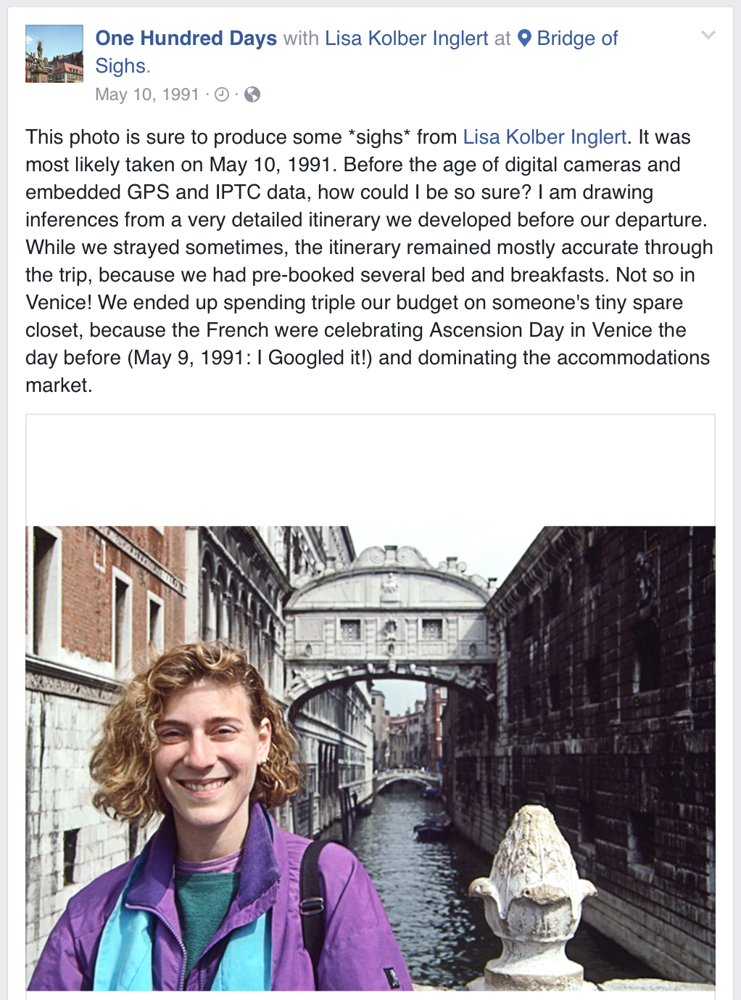 One Hundred Days with Lisa Kolber Inglert at Bridge of
Sighs.
May 10, 1991 · ·
This photo is sure to produce some *sighs* from Lisa Kolber Inglert. It was
most likely taken on May 10, 1991. Before the age of digital cameras and
embedded GPS and IPTC data, how could I be so sure? I am drawing
inferences from a very detailed itinerary we developed before our departure.
While we strayed sometimes, the itinerary remained mostly accurate through
the trip, because we had pre-booked several bed and breakfasts. Not so in
Venice! We ended up spending triple our budget on someone's tiny spare
closet, because the French were celebrating Ascension Day in Venice the
day before (May 9, 1991: I Googled it!) and dominating the accommodations
market.